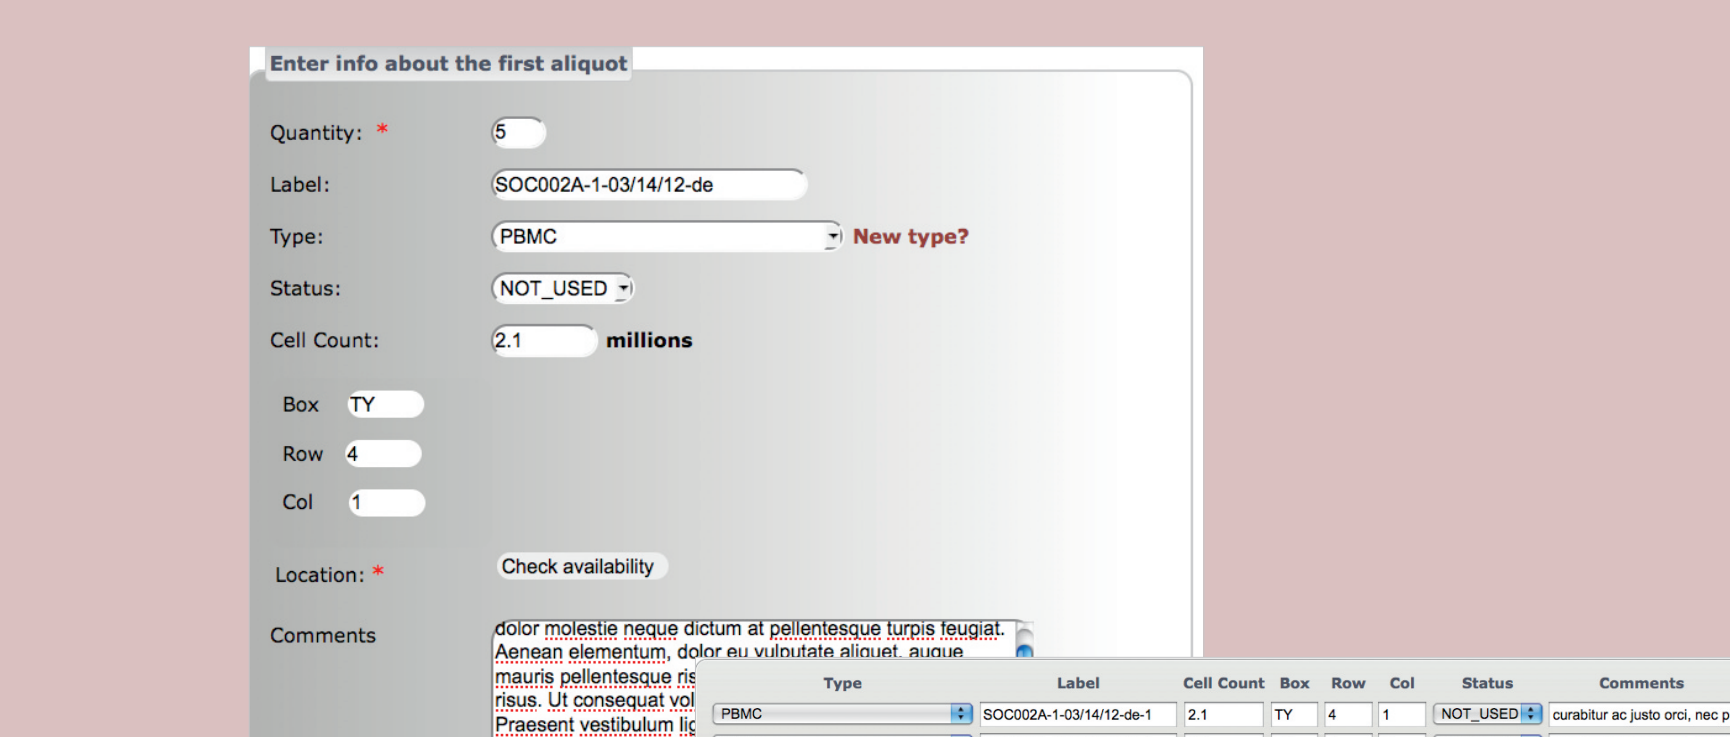 Enter info about the first aliquot
Quantity: * 5
Label: SOC002A-1-03/14/12-de
Type: PBMC New type?
Status: NOT_USED
Cell Count: 2.1 millions
Box TY
Row 4
Col 1
Location: * Check availability
Comments dolor molestie neque dictum at pellentesque turpis feugiat.
Aenean elementum, dolor eu vulputate aliquet, augue
mauris pellentesque ris
risus. Ut consequat vol
Praesent vestibulum lig
Type Label Cell Count Box Row Col Status Comments
PBMC SOC002A-1-03/14/12-de-1 2.1 TY 4 1 NOT_USED curabitur ac justo orci, nec p